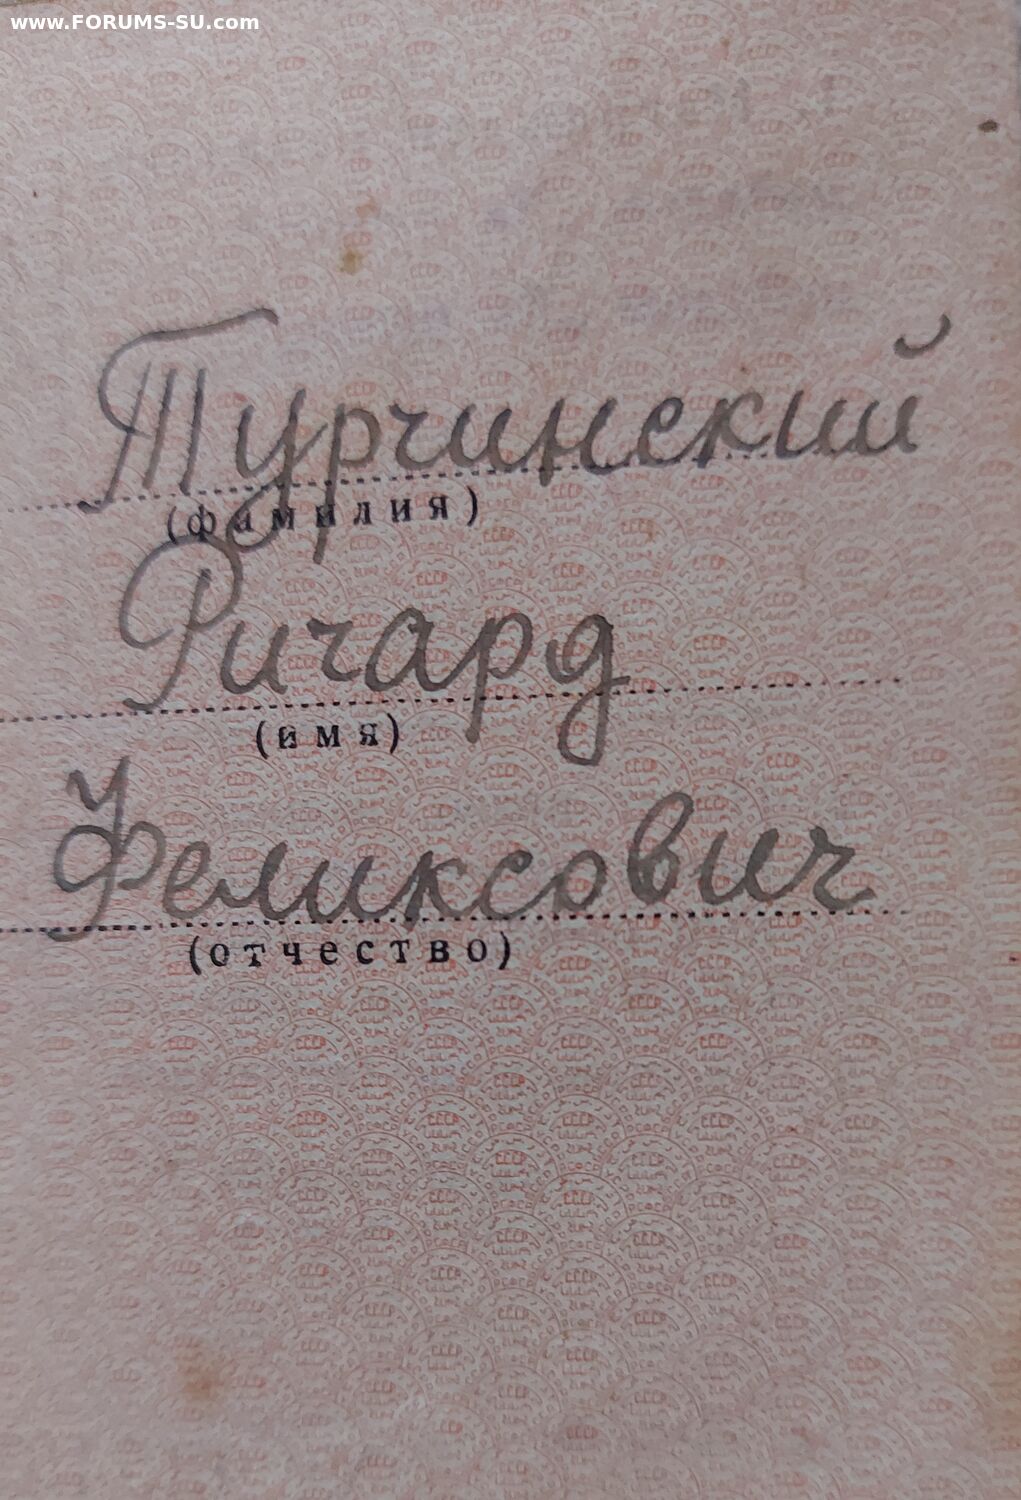 www.FORUMS-SU.com
Турчинский
(фамилия)
Ричард
(имя)
Феликсович
(отчество)